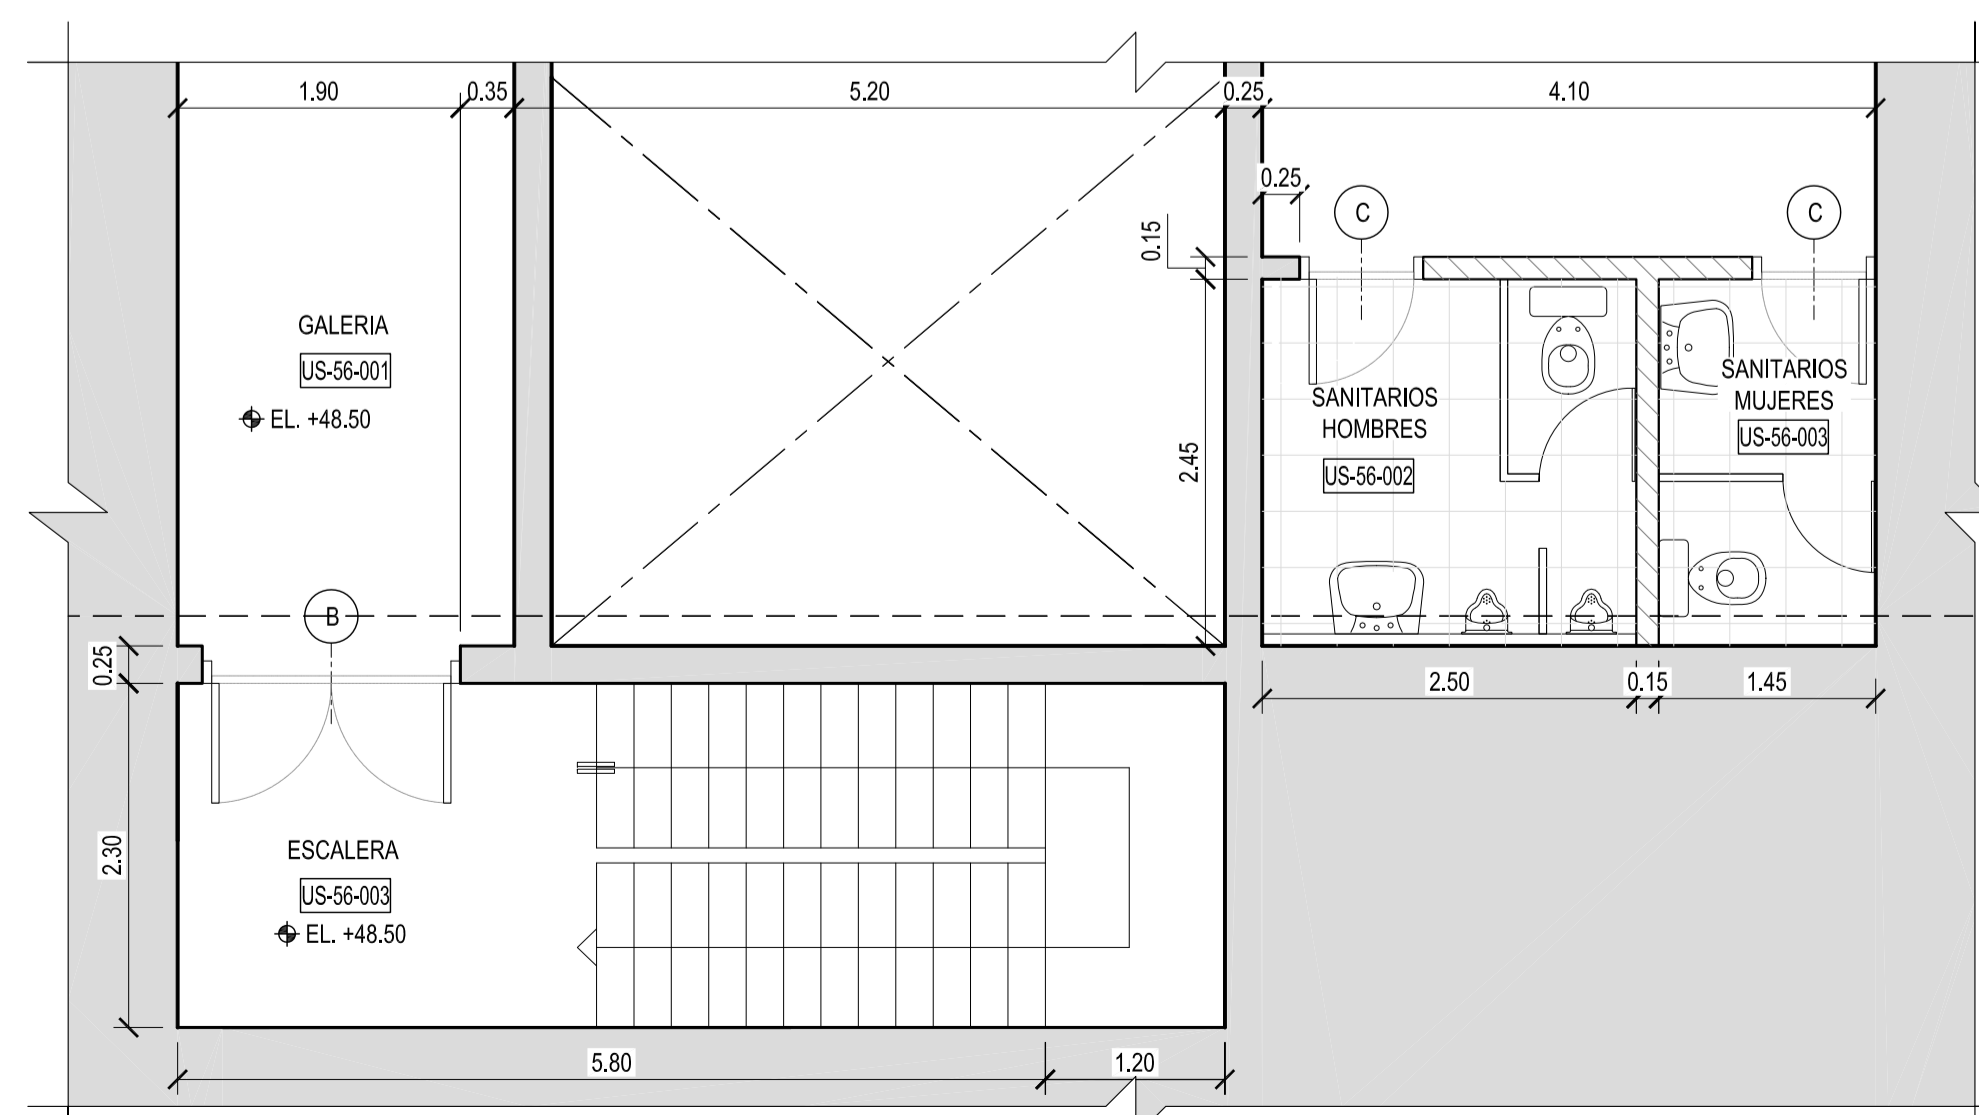 1.90
0.35
5.20
0.25
4.10
0.25
C
C
0.15
GALERIA
US-56-001
EL. +48.50
SANITARIOS
HOMBRES
US-56-002
SANITARIOS
MUJERES
US-56-003
2.45
B
0.25
2.50
0.15
1.45
2.30
ESCALERA
US-56-003
EL. +48.50
5.80
1.20